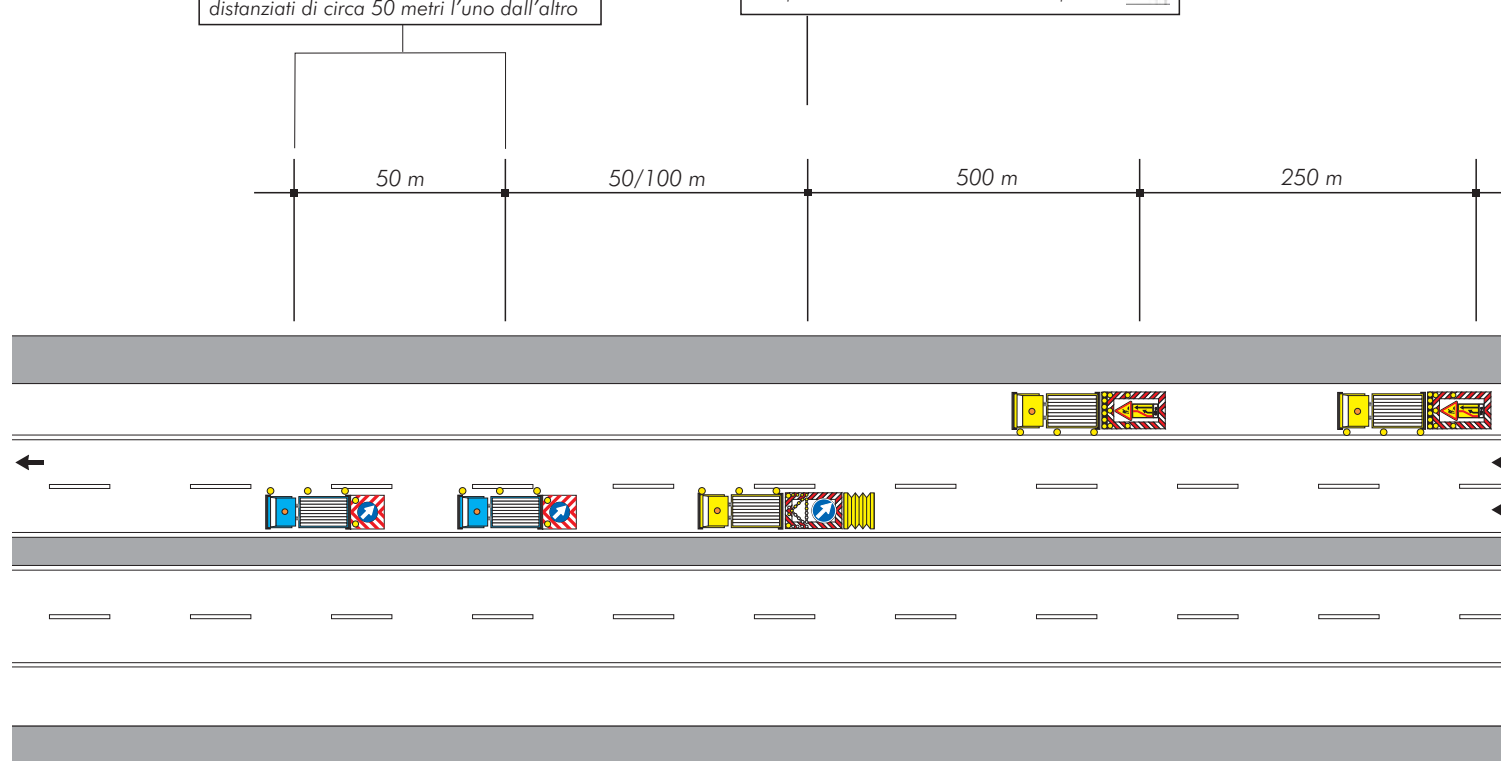 distanziati di circa 50 metri l'uno dall'altro
50 m
50/100 m
500 m
250 m